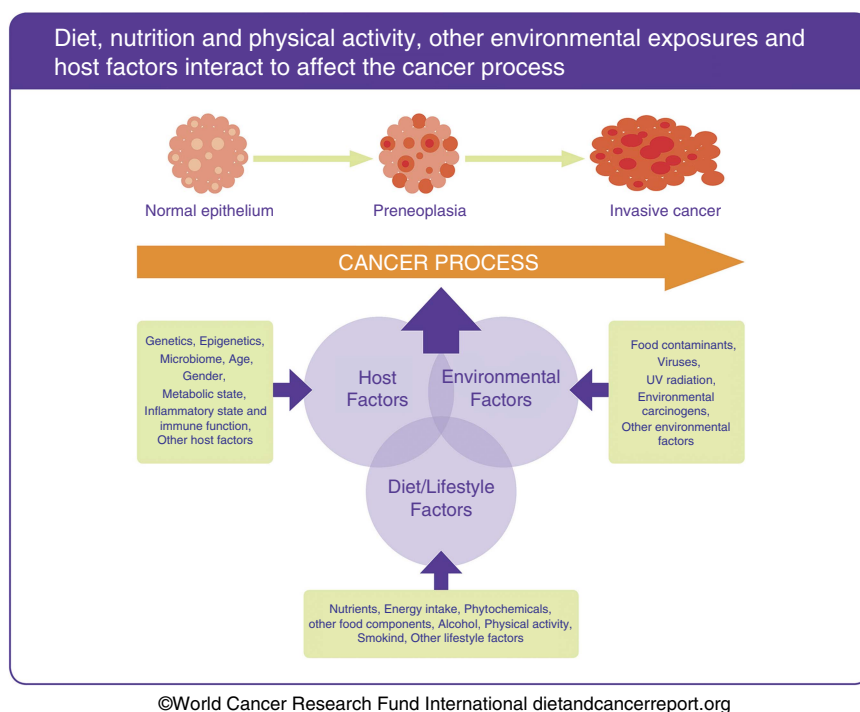 Diet, nutrition and physical activity, other environmental exposures and
host factors interact to affect the cancer process
Normal epithelium
Preneoplasia
Invasive cancer
CANCER PROCESS
Genetics, Epigenetics,
Microbiome, Age,
Gender,
Metabolic state,
Inflammatory state and
immune function,
Other host factors
Host
Factors
Environmental
Factors
Food contaminants,
Viruses,
UV radiation,
Environmental
carcinogens,
Other environmental
factors
Diet/Lifestyle
Factors
Nutrients, Energy intake, Phytochemicals,
other food components, Alcohol, Physical activity,
Smokind, Other lifestyle factors
©World Cancer Research Fund International dietandcancerreport.org